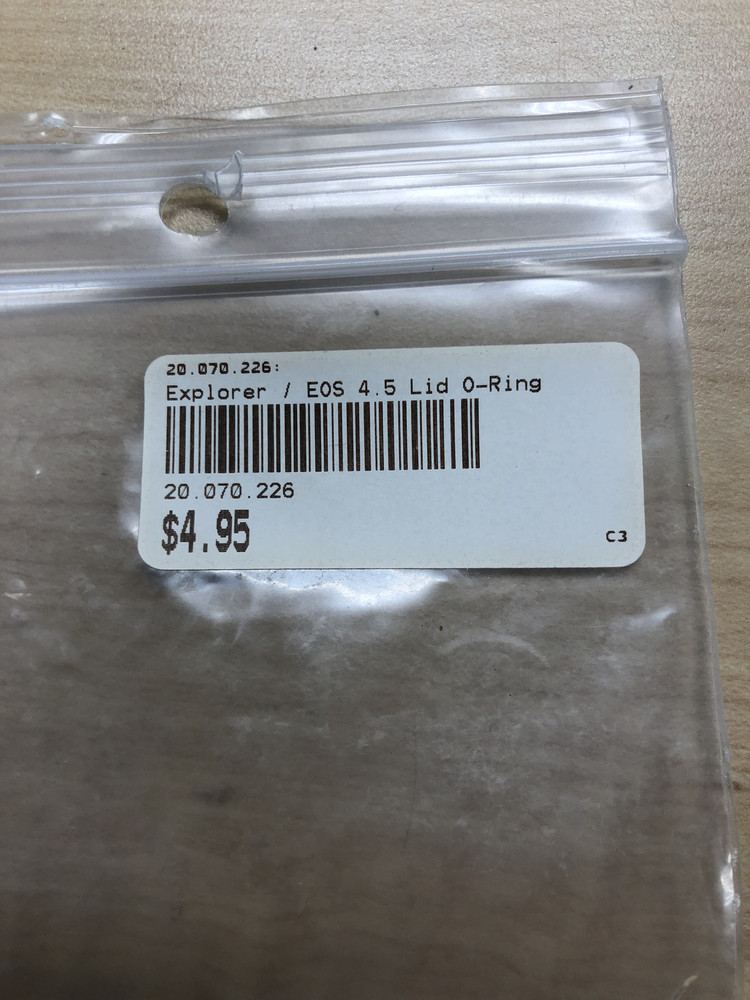 20.070.226:
Explorer / EOS 4.5 Lid O-Ring
20.070.226
$4.95
C3